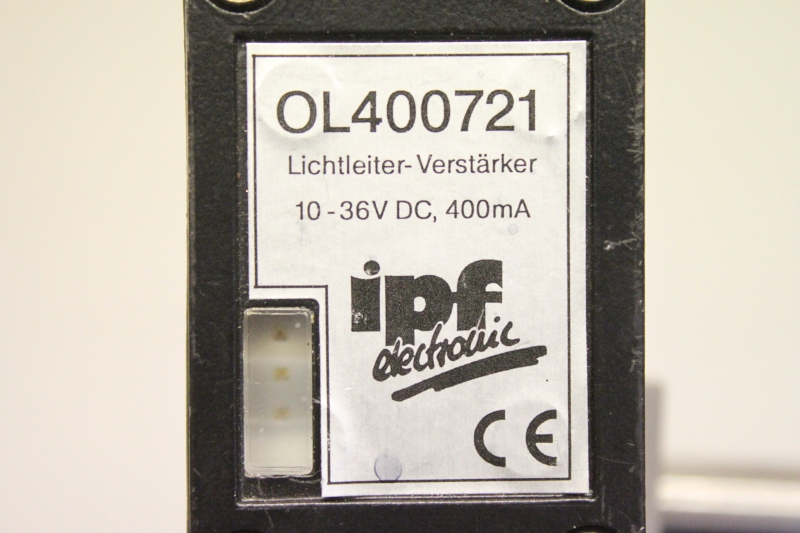 OL400721
Lichtleiter-Verstärker
10-36V DC, 400mA
ipf
electronic
CE